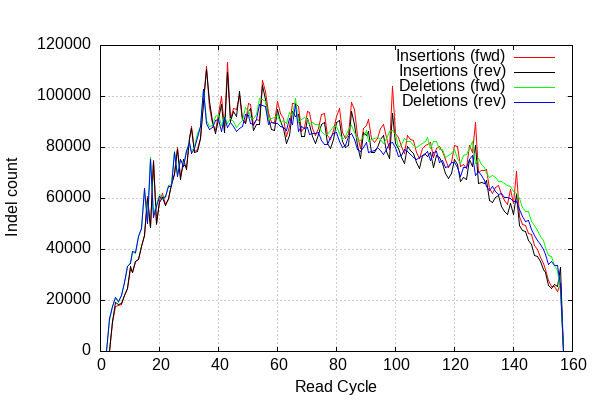 120000
100000
80000
60000
40000
20000
0
Indel count
Insertions (fwd)
Insertions (rev)
Deletions (fwd)
Deletions (rev)
0 20 40 60 80 100 120 140 160
Read Cycle